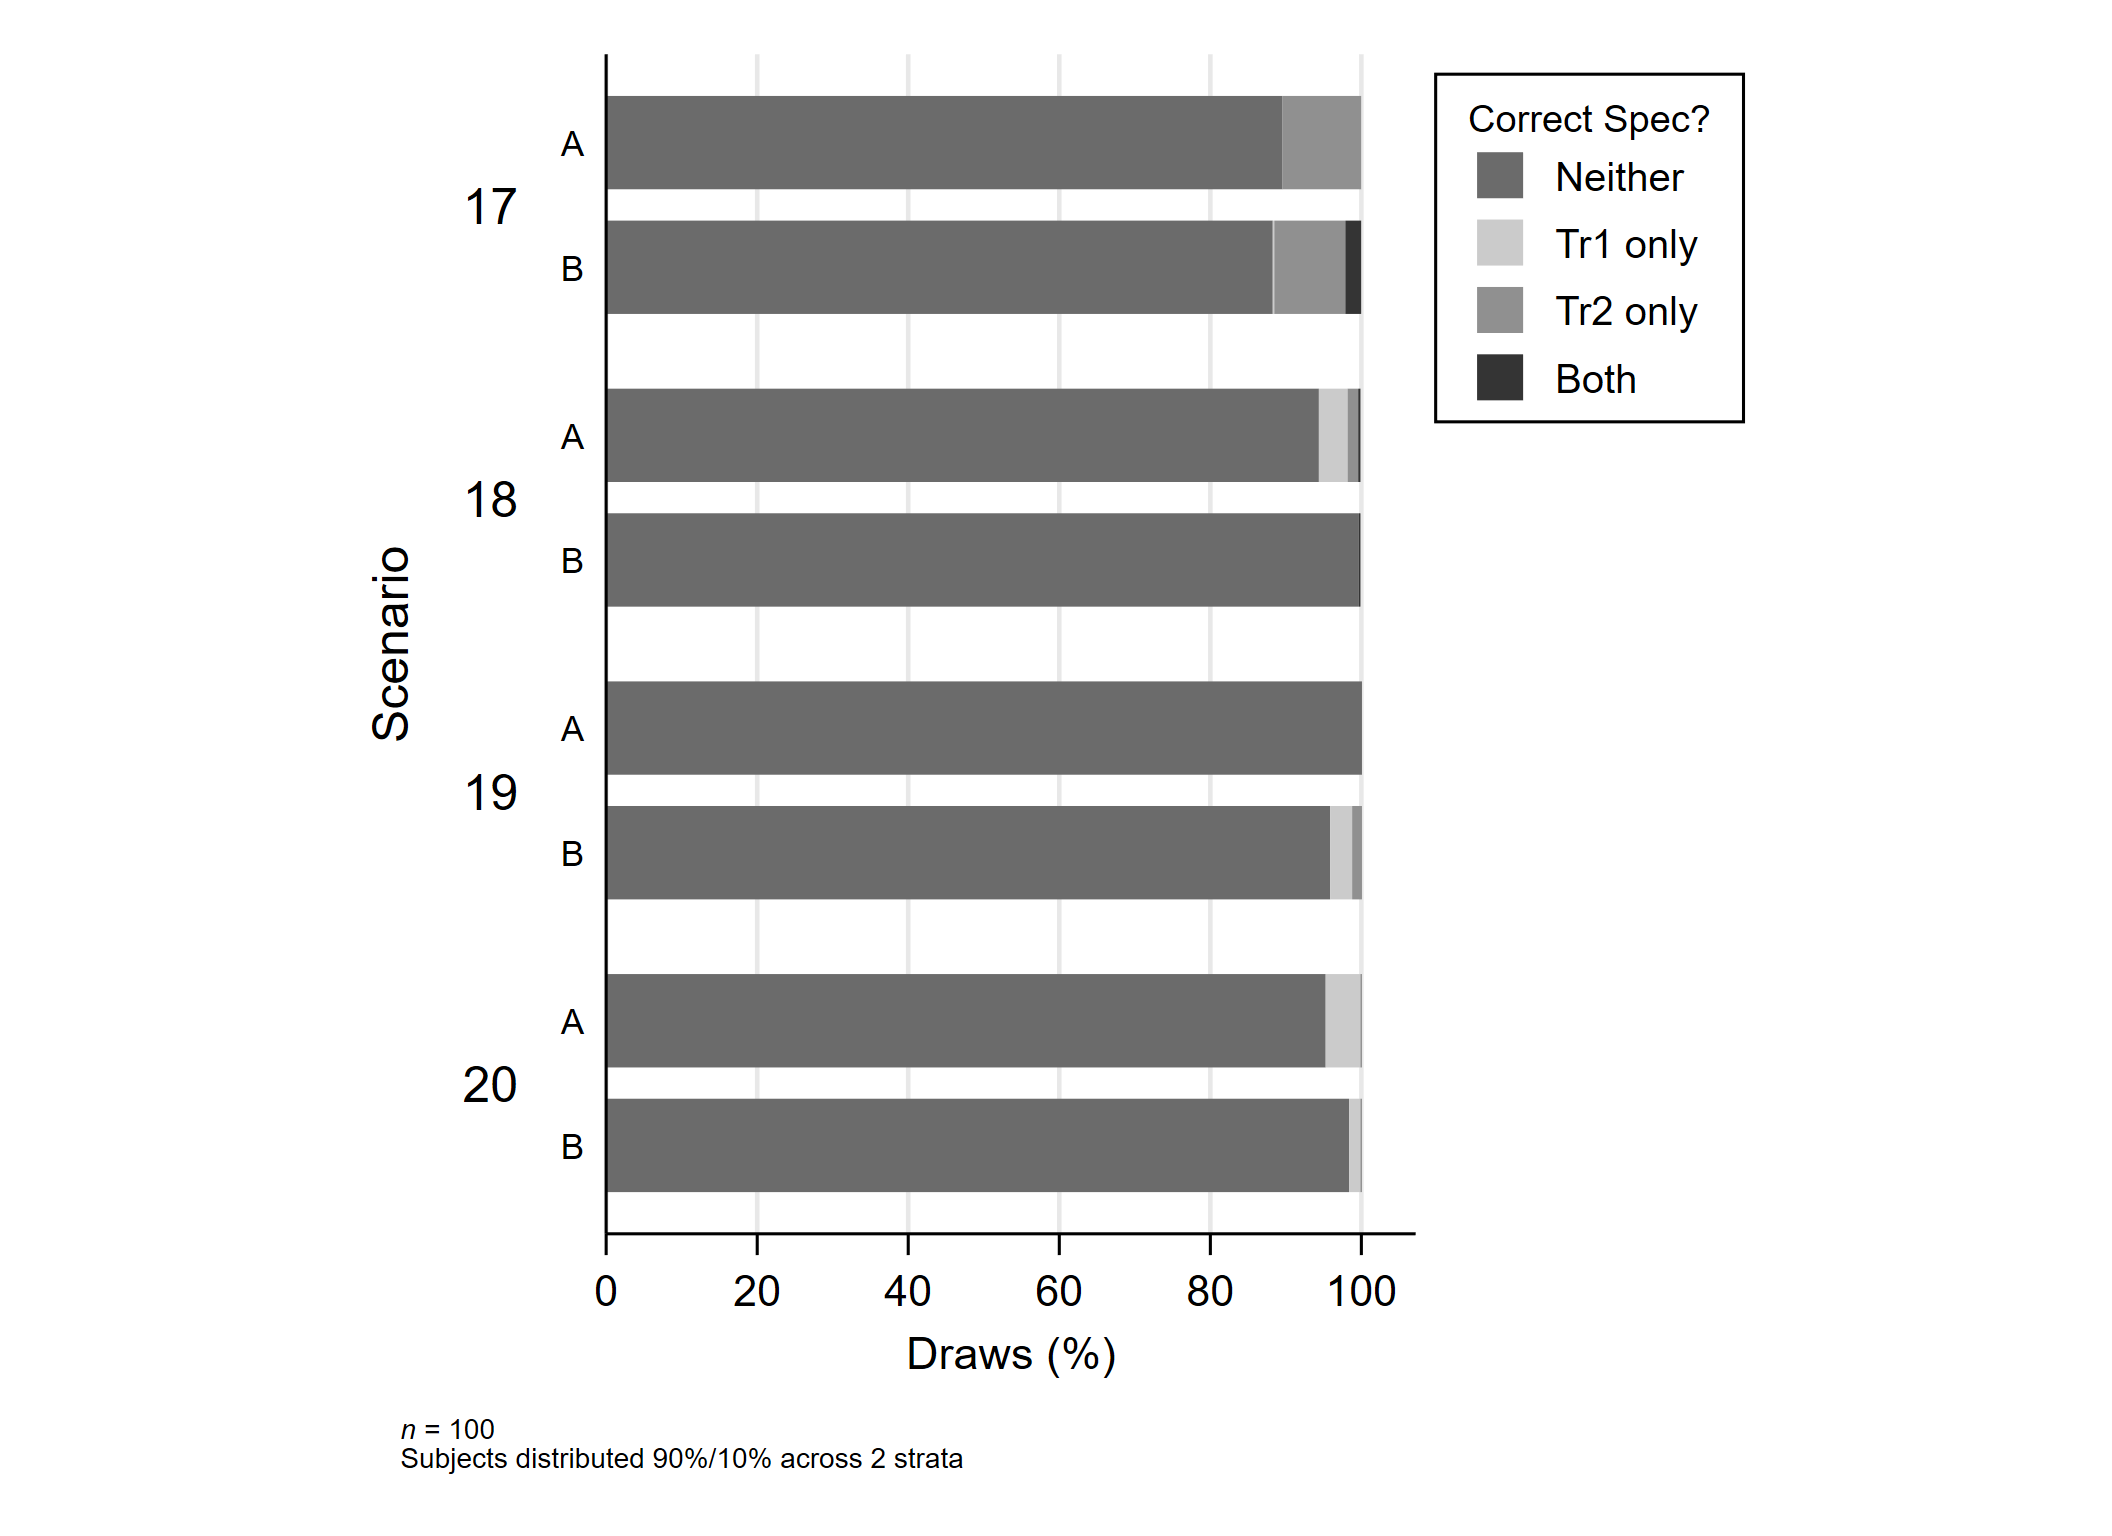 Correct Spec?
Neither
Tr1 only
Tr2 only
Both
Scenario
17
A
B
18
A
B
19
A
B
20
A
B
0 20 40 60 80 100
Draws (%)
n = 100
Subjects distributed 90%/10% across 2 strata